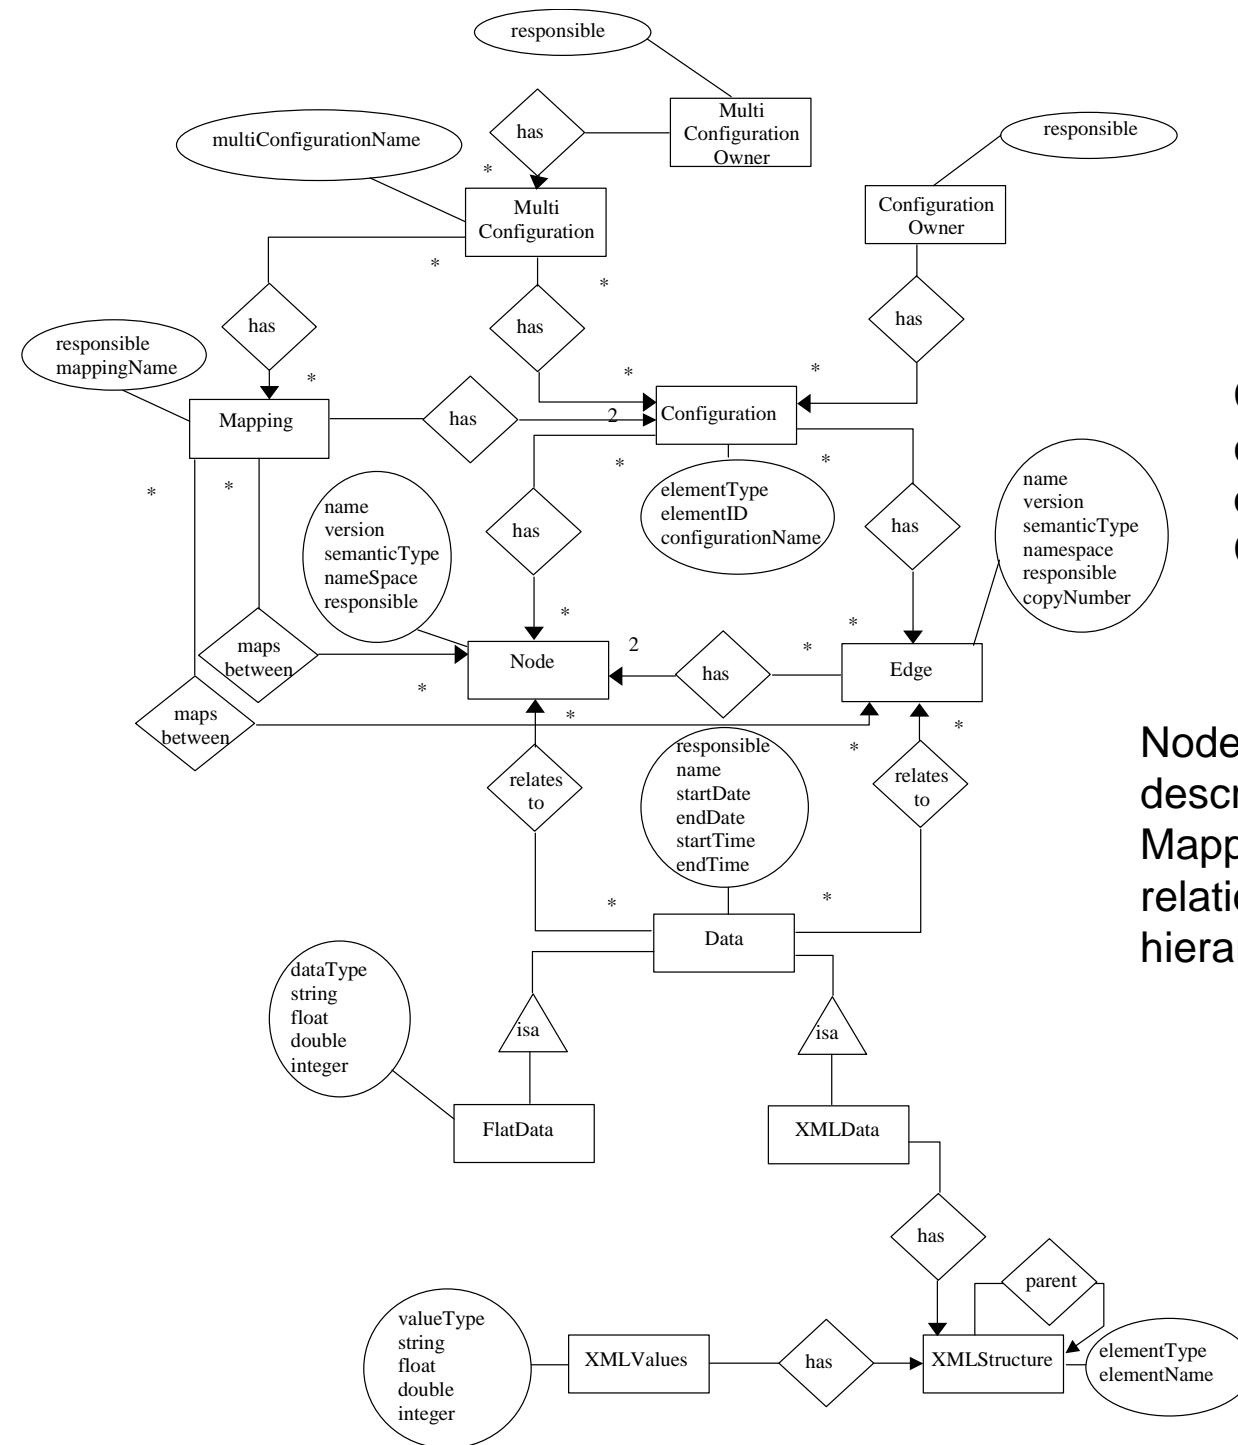 responsible
Multi
Configuration
Owner
has
responsible
multiConfigurationName
*
Multi
Configuration
Configuration
Owner
*
*
has
has
has
responsible
mappingName
*
*
*
Mapping
has
2
Configuration
*
*
*
*
elementType
elementID
configurationName
name
version
semanticType
nameSpace
responsible
has
has
name
version
semanticType
namespace
responsible
copyNumber
*
*
maps
between
Node
2
has
*
Edge
*
maps
between
*
*
*
relates
to
responsible
name
startDate
endDate
startTime
endTime
relates
to
*
*
Data
dataType
string
float
double
integer
isa
isa
FlatData
XMLData
has
parent
valueType
string
float
double
integer
XMLValues
has
XMLStructure
elementType
elementName
Node
Mapp
hierar